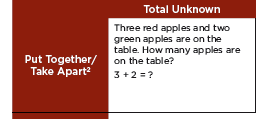 Total Unknown
Put Together/
Take Apart²
Three red apples and two
green apples are on the
table. How many apples are
on the table?
3 + 2 = ?